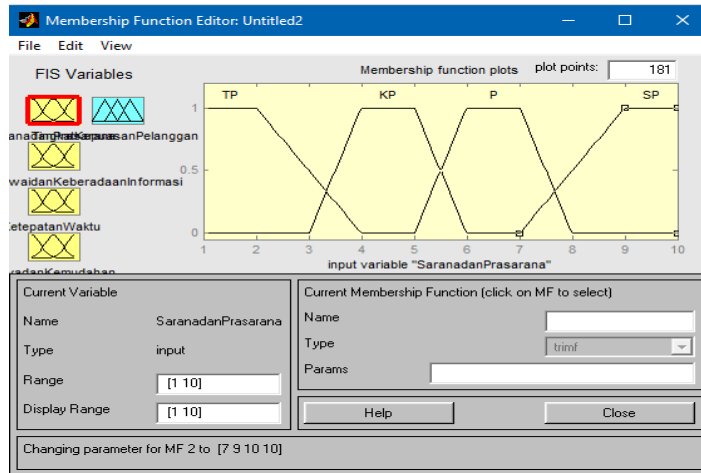 Membership Function Editor: Untitled2
File Edit View
FIS Variables
Membership function plots plot points: 181
TP KP P SP
1
0.5
0
1 2 3 4 5 6 7 8 9 10
input variable "SaranadanPrasarana"
sanPelanggan
waidanKeberadaanInformasi
etepatanWaktu
Current Variable
Name SaranadanPrasarana
Type input
Range [1 10]
Display Range [1 10]
Current Membership Function (click on MF to select)
Name
Type trimf
Params
Help Close
Changing parameter for MF 2 to [7 9 10 10]